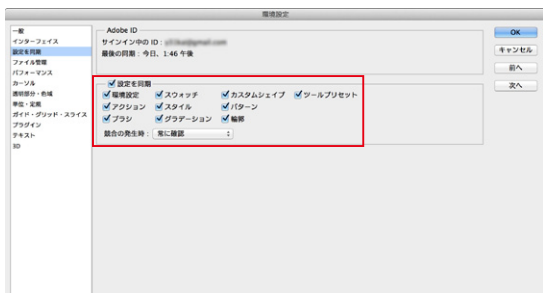 環境設定
一般
インターフェイス
設定を同期
ファイル管理
パフォーマンス
カーソル
透明部分・色域
単位・定規
ガイド・グリッド・スライス
プラグイン
テキスト
3D
Adobe ID
サインイン中の ID :
最後の同期 : 今日、1:46 午後
設定を同期
環境設定 スウォッチ カスタムシェイプ ツールプリセット
アクション スタイル パターン
ブラシ グラデーション 輪郭
競合の発生時 : 常に確認
OK
キャンセル
前へ
次へ